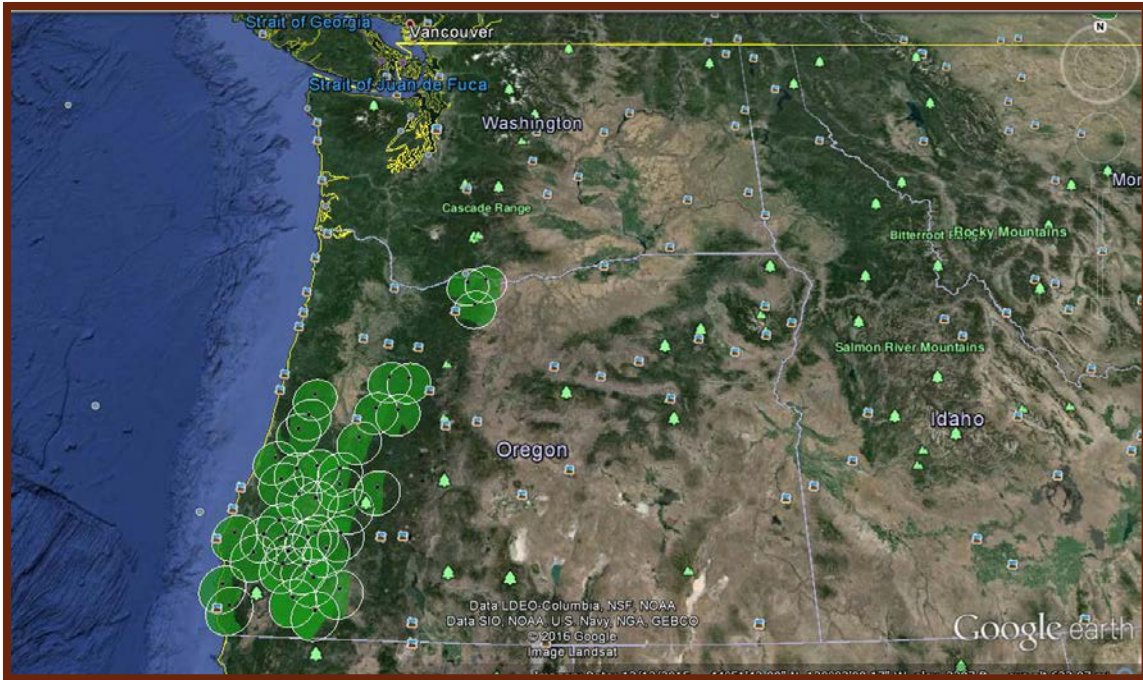 Strait of Georgia
Vancouver
N
Strait of Juan de Fuca
Washington
Mon
Cascade Range
Bitterroot
Rocky Mountains
Salmon River Mountains
Idaho
Oregon
Data LDEO-Columbia, NSF, NOAA
Data SIO, NOAA, U.S. Navy, NGA, GEBCO
© 2016 Google
Image Landsat
Google earth